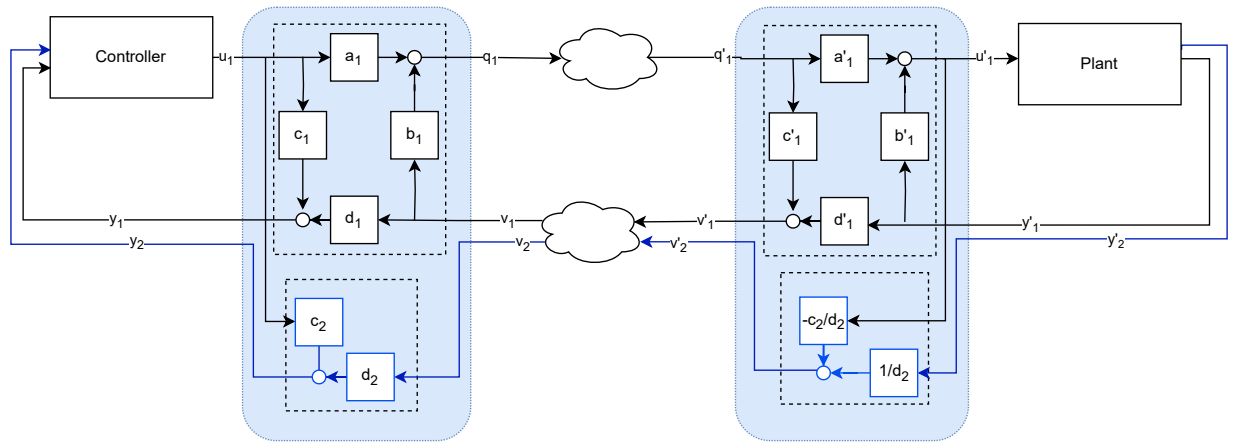 Controller
u₁
a₁
q₁
q'₁
a'₁
u'₁
Plant
c₁
b₁
c'₁
b'₁
y₁
d₁
v₁
v'₁
d'₁
y'₁
y₂
v₂
v'₂
y'₂
c₂
-c₂/d₂
d₂
1/d₂